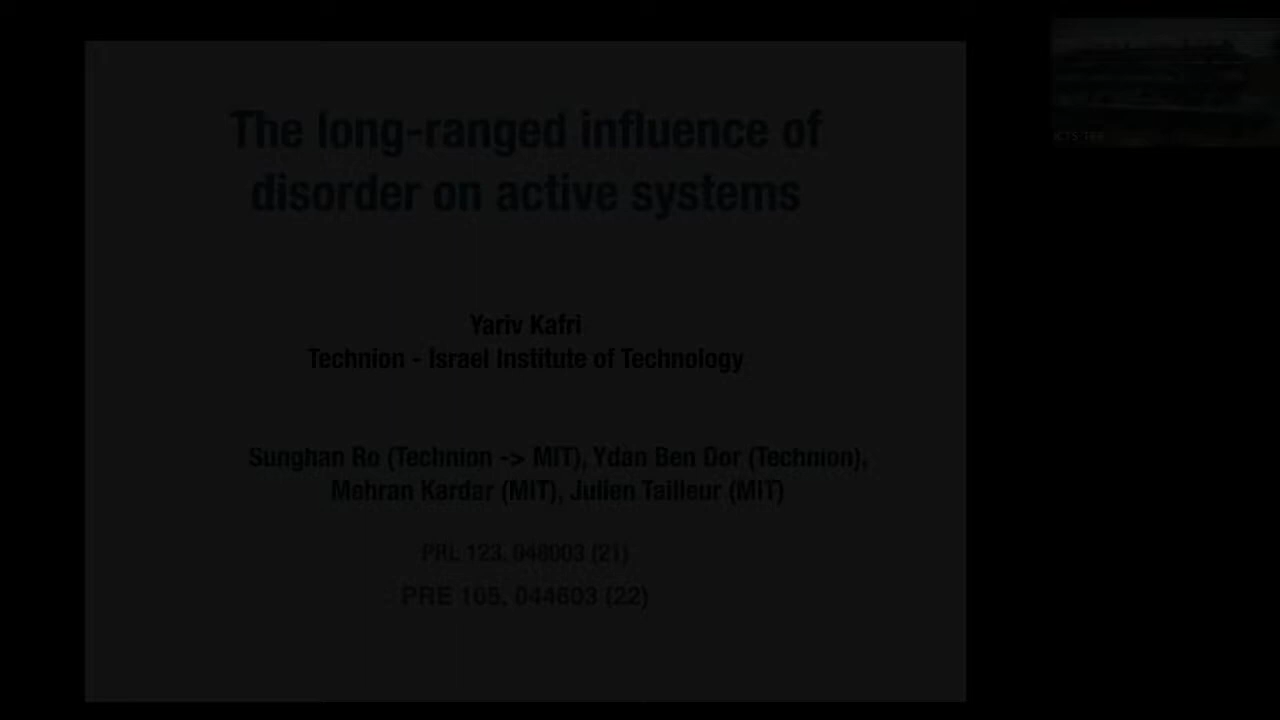 The long-ranged influence of
disorder on active systems
Yariv Kafri
Technion - Israel Institute of Technology
Sunghan Ro (Technion -> MIT), Ydan Ben Dor (Technion),
Mehran Kardar (MIT), Julien Tailleur (MIT)
PRL 123, 048003 (21)
PRE 105, 044603 (22)